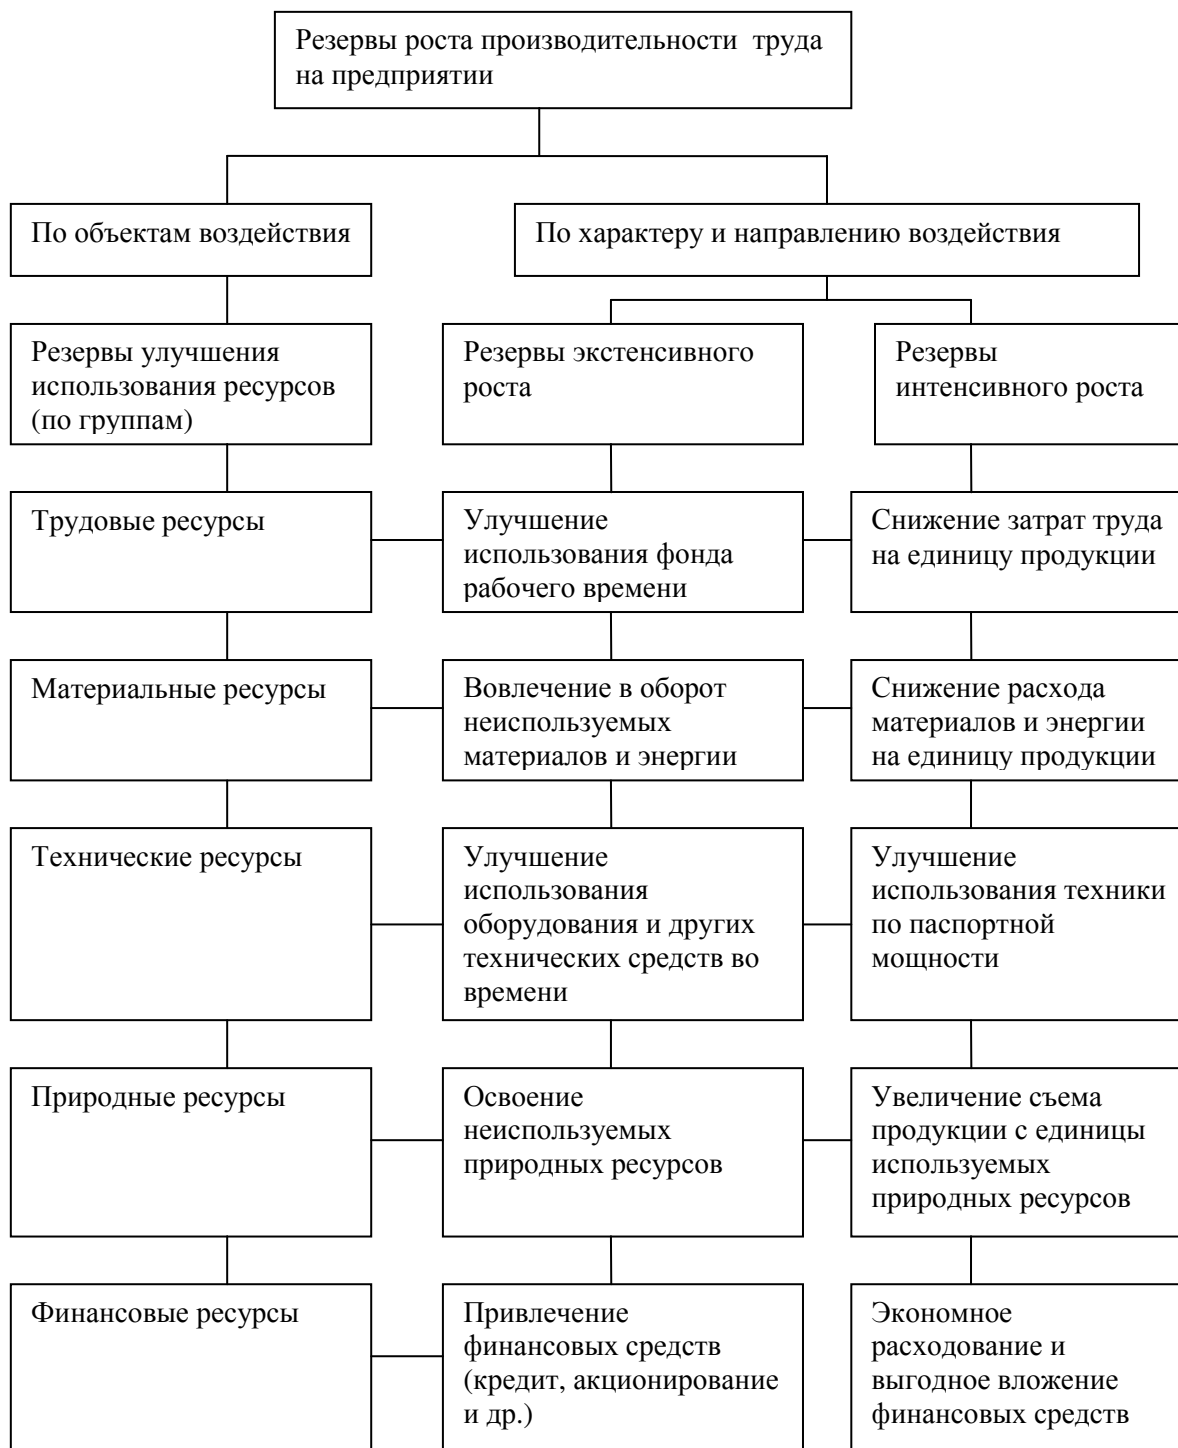 Резервы роста производительности труда
на предприятии
По объектам воздействия
По характеру и направлению воздействия
Резервы улучшения
использования ресурсов
(по группам)
Резервы экстенсивного
роста
Резервы
интенсивного роста
Трудовые ресурсы
Улучшение
использования фонда
рабочего времени
Снижение затрат труда
на единицу продукции
Материальные ресурсы
Вовлечение в оборот
неиспользуемых
материалов и энергии
Снижение расхода
материалов и энергии
на единицу продукции
Технические ресурсы
Улучшение
использования
оборудования и других
технических средств во
времени
Улучшение
использования техники
по паспортной
мощности
Природные ресурсы
Освоение
неиспользуемых
природных ресурсов
Увеличение съема
продукции с единицы
используемых
природных ресурсов
Финансовые ресурсы
Привлечение
финансовых средств
(кредит, акционирование
и др.)
Экономное
расходование и
выгодное вложение
финансовых средств